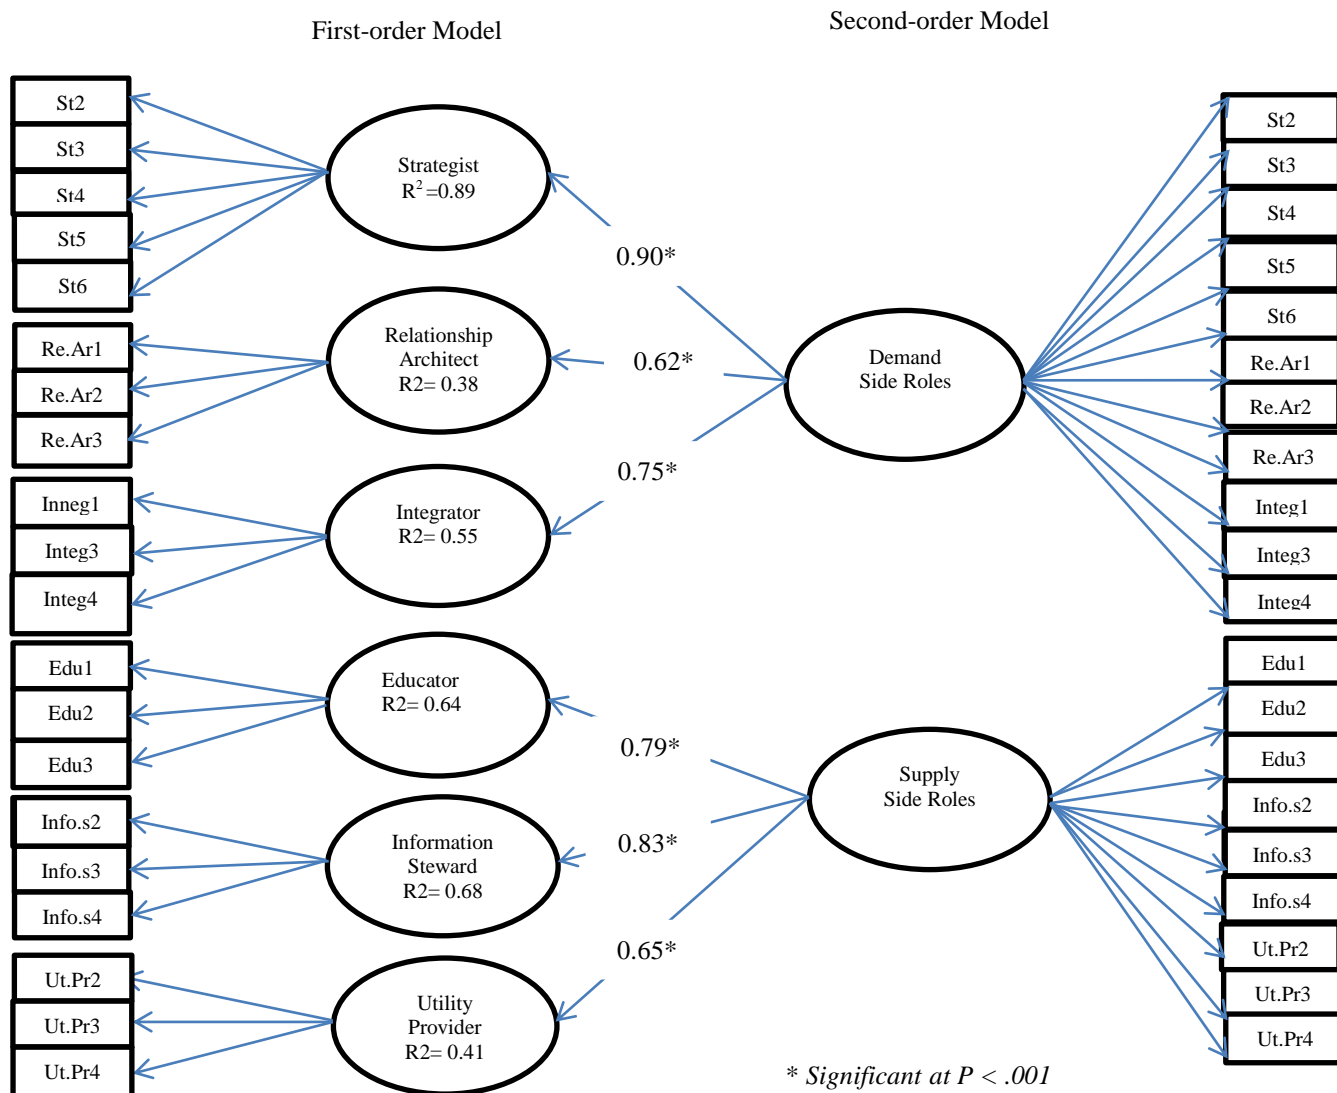 First-order Model
Second-order Model
St2
St3
St4
St5
St6
Re.Ar1
Re.Ar2
Re.Ar3
Inneg1
Integ3
Integ4
Edu1
Edu2
Edu3
Info.s2
Info.s3
Info.s4
Ut.Pr2
Ut.Pr3
Ut.Pr4
Strategist
R² =0.89
Relationship
Architect
R2= 0.38
Integrator
R2= 0.55
Educator
R2= 0.64
Information
Steward
R2= 0.68
Utility
Provider
R2= 0.41
0.90*
0.62*
0.75*
0.79*
0.83*
0.65*
Demand
Side Roles
Supply
Side Roles
St2
St3
St4
St5
St6
Re.Ar1
Re.Ar2
Re.Ar3
Integ1
Integ3
Integ4
Edu1
Edu2
Edu3
Info.s2
Info.s3
Info.s4
Ut.Pr2
Ut.Pr3
Ut.Pr4
* Significant at P < .001